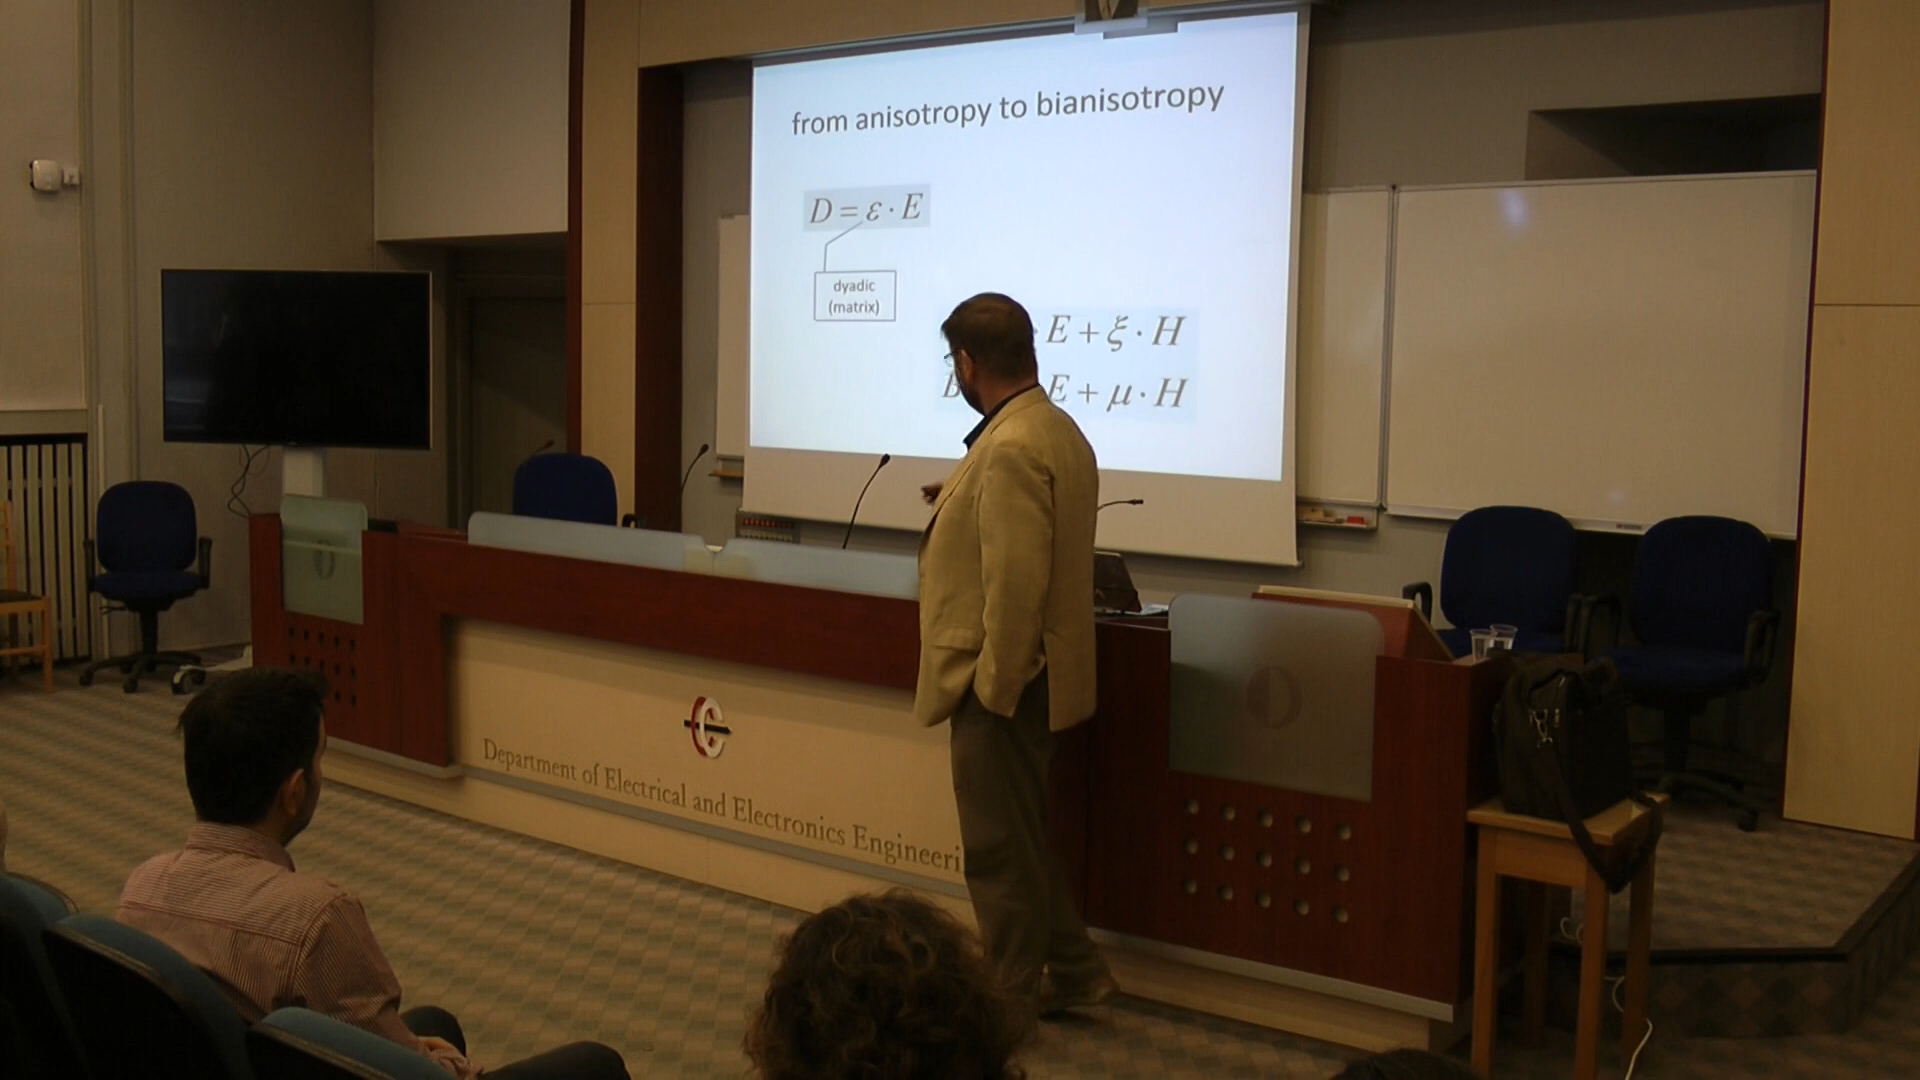 from anisotropy to bianisotropy
D = ε · E
dyadic
(matrix)
E + ξ · H
E + μ · H
Department of Electrical and Electronics Engineeri